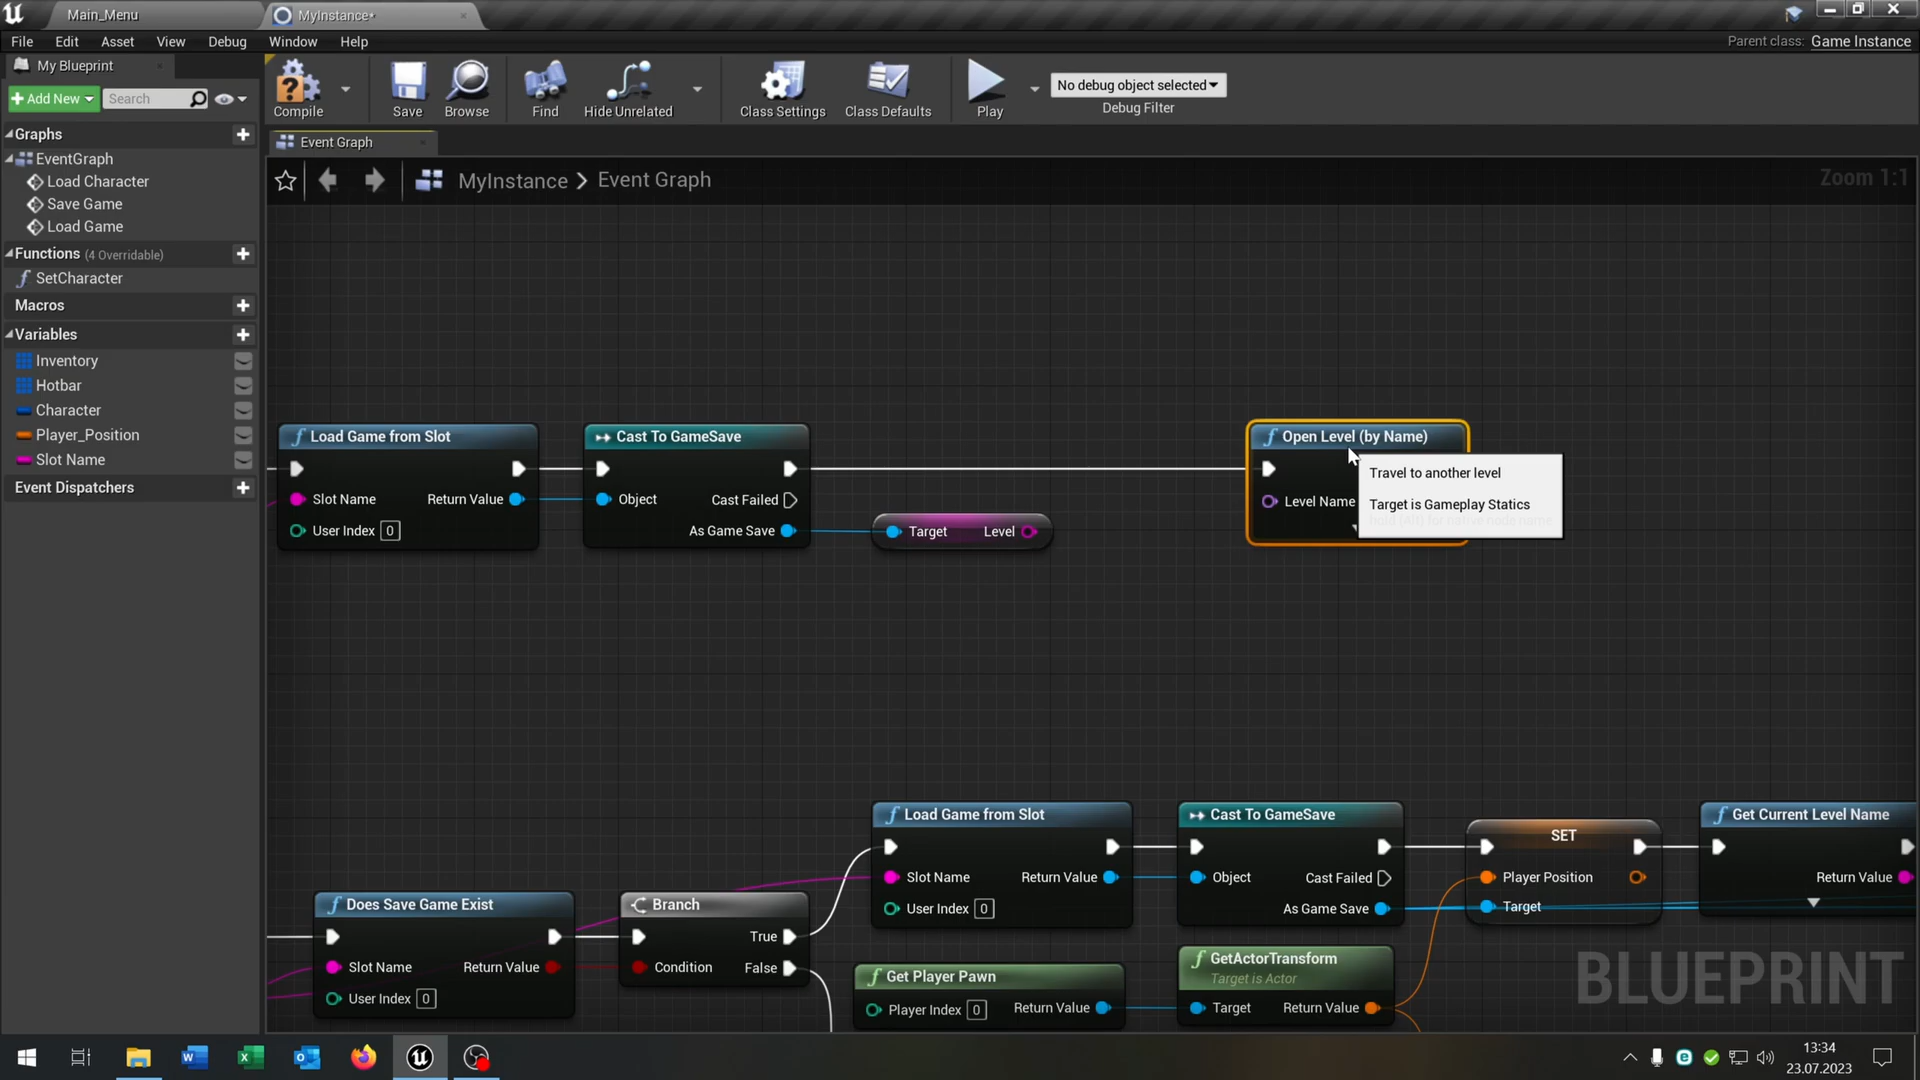 Main_Menu
MyInstance*
File Edit Asset View Debug Window Help
Parent class: Game Instance
My Blueprint
+ Add New
Search
Compile
Save
Browse
Find
Hide Unrelated
Class Settings
Class Defaults
Play
No debug object selected
Debug Filter
Graphs
EventGraph
Load Character
Save Game
Load Game
Functions (4 Overridable)
SetCharacter
Macros
Variables
Inventory
Hotbar
Character
Player_Position
Slot Name
Event Dispatchers
Event Graph
MyInstance > Event Graph
Zoom 1:1
Load Game from Slot
Slot Name Return Value
User Index 0
Cast To GameSave
Object Cast Failed
As Game Save
Target Level
Open Level (by Name)
Level Name
Travel to another level
Target is Gameplay Statics
hold (Alt) for native node name
Load Game from Slot
Slot Name Return Value
User Index 0
Cast To GameSave
Object Cast Failed
As Game Save
SET
Player Position
Target
Get Current Level Name
Return Value
Does Save Game Exist
Slot Name Return Value
User Index 0
Branch
True
Condition False
Get Player Pawn
Player Index 0 Return Value
GetActorTransform
Target is Actor
Target Return Value
BLUEPRINT
13:34
23.07.2023